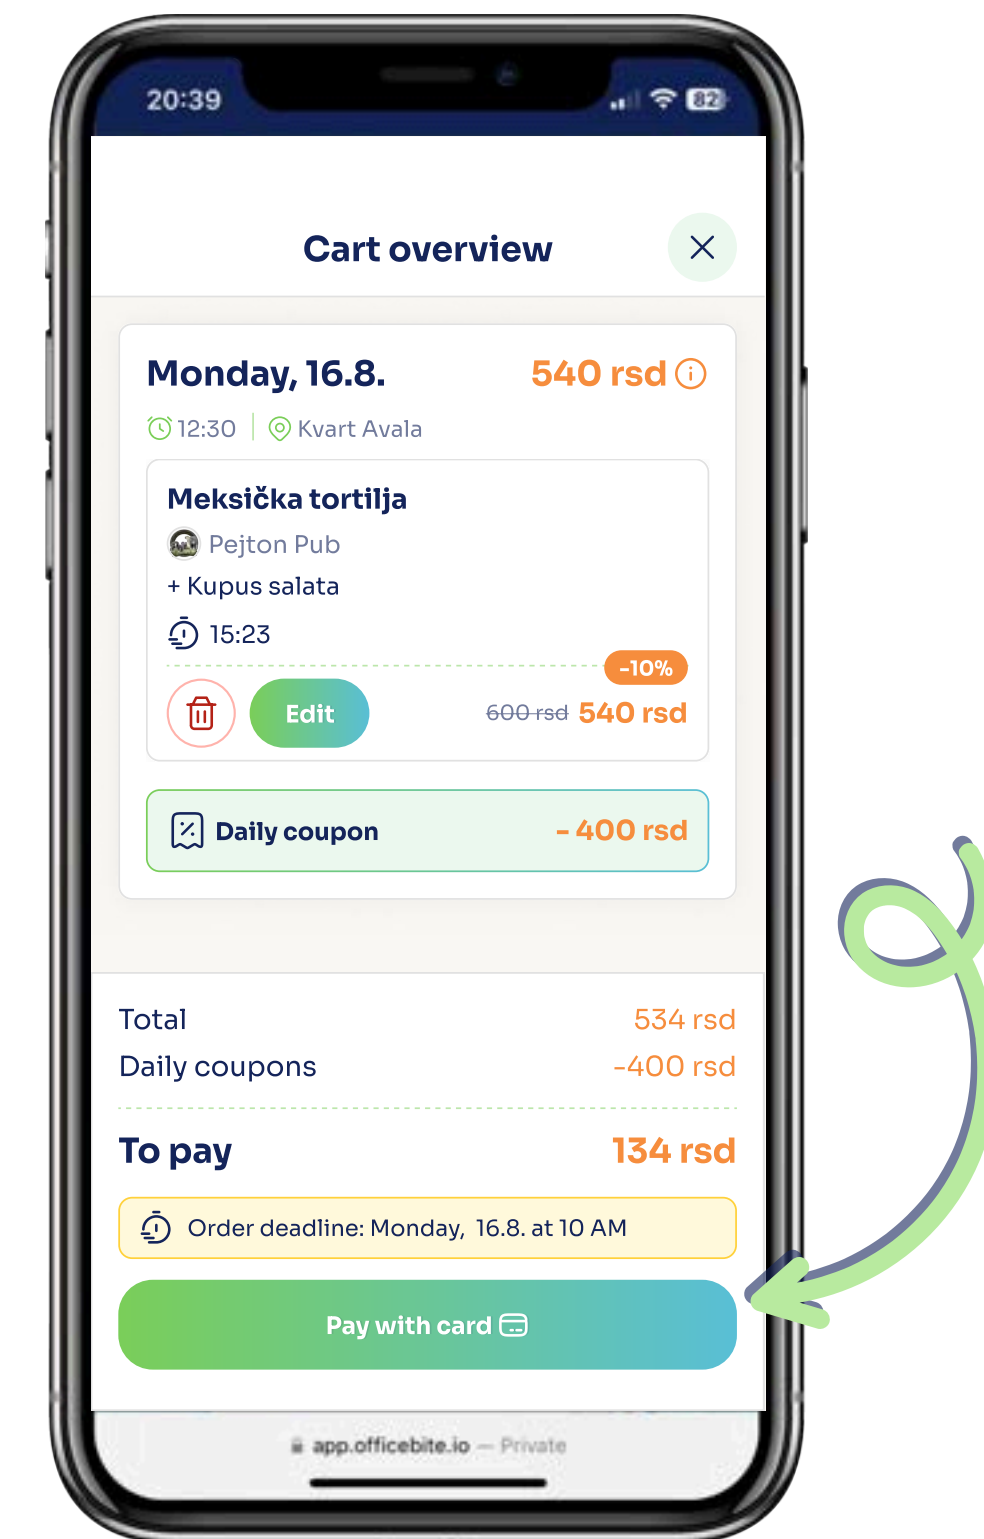 20:39
82
Cart overview
Monday, 16.8.
540 rsd
12:30
Kvart Avala
Meksička tortilja
Pejton Pub
+ Kupus salata
15:23
-10%
Edit
600 rsd 540 rsd
Daily coupon
- 400 rsd
Total
534 rsd
Daily coupons
-400 rsd
To pay
134 rsd
Order deadline: Monday, 16.8. at 10 AM
Pay with card
app.officebite.io — Private